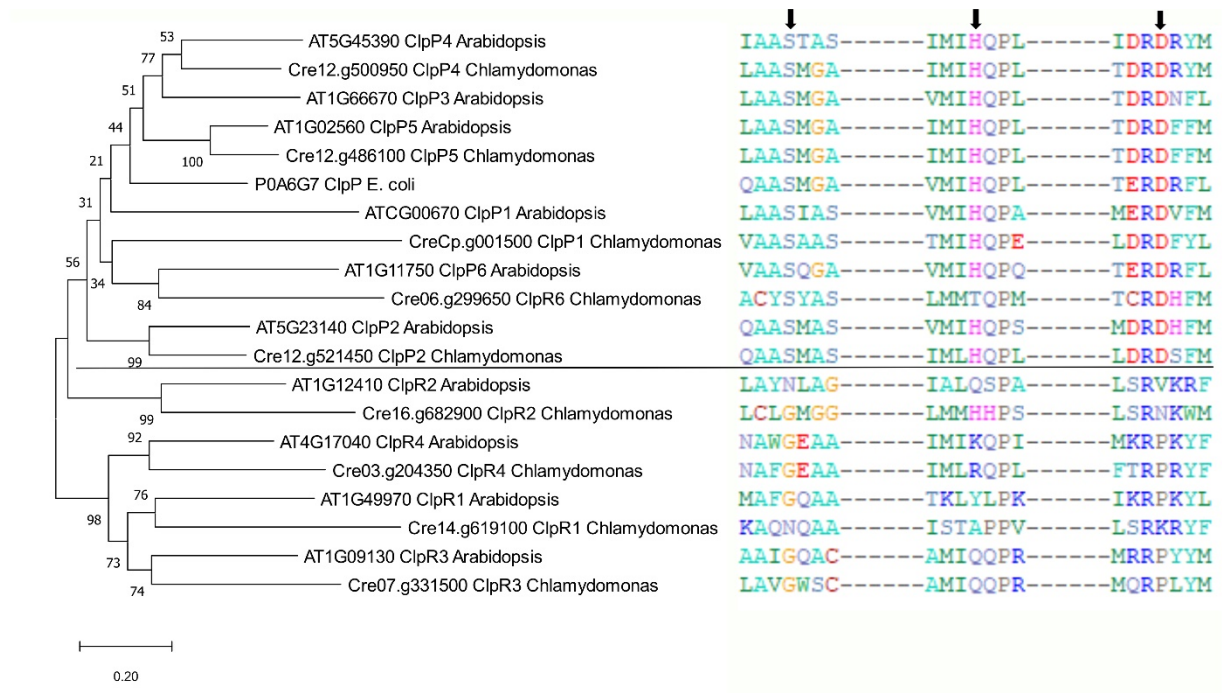 53
77
51
44
21
31
56
34
84
100
99
99
92
98
76
73
74
AT5G45390 ClpP4 Arabidopsis IAASTAS------IMIHQPL------IDRDRYM
Cre12.g500950 ClpP4 Chlamydomonas LAASMGA------IMIHQPL------TDRDRYM
AT1G66670 ClpP3 Arabidopsis LAASMGA------VMIHQPL------TDRDNFL
AT1G02560 ClpP5 Arabidopsis LAASMGA------IMIHQPL------TDRDFFM
Cre12.g486100 ClpP5 Chlamydomonas LAASMGA------IMIHQPL------TDRDFFM
P0A6G7 ClpP E. coli QAASMGA------VMIHQPL------TERDRFL
ATCG00670 ClpP1 Arabidopsis LAASIAS------VMIHQPA------MERDVFM
CreCp.g001500 ClpP1 Chlamydomonas VAASAAS------TMIHQPE------LDRDFYL
AT1G11750 ClpP6 Arabidopsis VAASQGA------VMIHQPQ------TERDRFL
Cre06.g299650 ClpR6 Chlamydomonas ACYSYAS------LMMTQPM------TCRDHFM
AT5G23140 ClpP2 Arabidopsis QAASMAS------VMIHQPS------MDRDHFM
Cre12.g521450 ClpP2 Chlamydomonas QAASMAS------IMLHQPL------LDRDSFM
AT1G12410 ClpR2 Arabidopsis LAYNLAG------IALQSPA------LSRVKRF
Cre16.g682900 ClpR2 Chlamydomonas LCLGMGG------LMMHHPS------LSRNKWM
AT4G17040 ClpR4 Arabidopsis NAWGEAA------IMIKQPI------MKRPKYF
Cre03.g204350 ClpR4 Chlamydomonas NAFGEAA------IMLRQPL------FTRPRYF
AT1G49970 ClpR1 Arabidopsis MAFGQAA------TKLYLPK------IKRPKYL
Cre14.g619100 ClpR1 Chlamydomonas KAQNQAA------ISTAPPV------LSRKRYF
AT1G09130 ClpR3 Arabidopsis AAIGQAC------AMIQQPR------MRRPYYM
Cre07.g331500 ClpR3 Chlamydomonas LAVGWSC------AMIQQPR------MQRPLYM
0.20